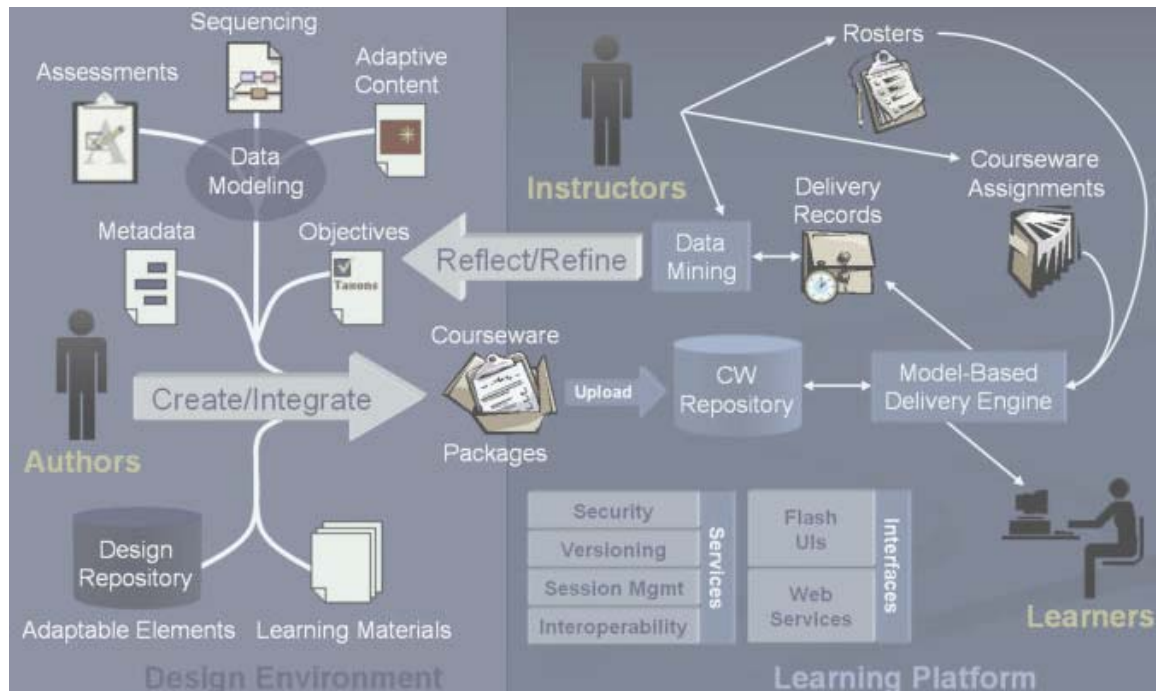 Sequencing
Assessments
Adaptive
Content
Data
Modeling
Metadata
Objectives
Taxons
Authors
Create/Integrate
Reflect/Refine
Courseware
Packages
Design
Repository
Adaptable Elements
Learning Materials
Design Environment
Instructors
Rosters
Courseware
Assignments
Delivery
Records
Data
Mining
Upload
CW
Repository
Model-Based
Delivery Engine
Security
Versioning
Session Mgmt
Interoperability
Services
Flash
UIs
Web
Services
Interfaces
Learners
Learning Platform